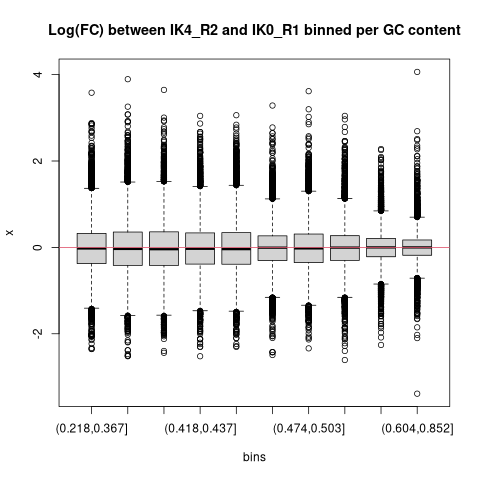 Log(FC) between IK4_R2 and IK0_R1 binned per GC content
4
2
0
-2
x
(0.218,0.367] (0.418,0.437] (0.474,0.503] (0.604,0.852]
bins